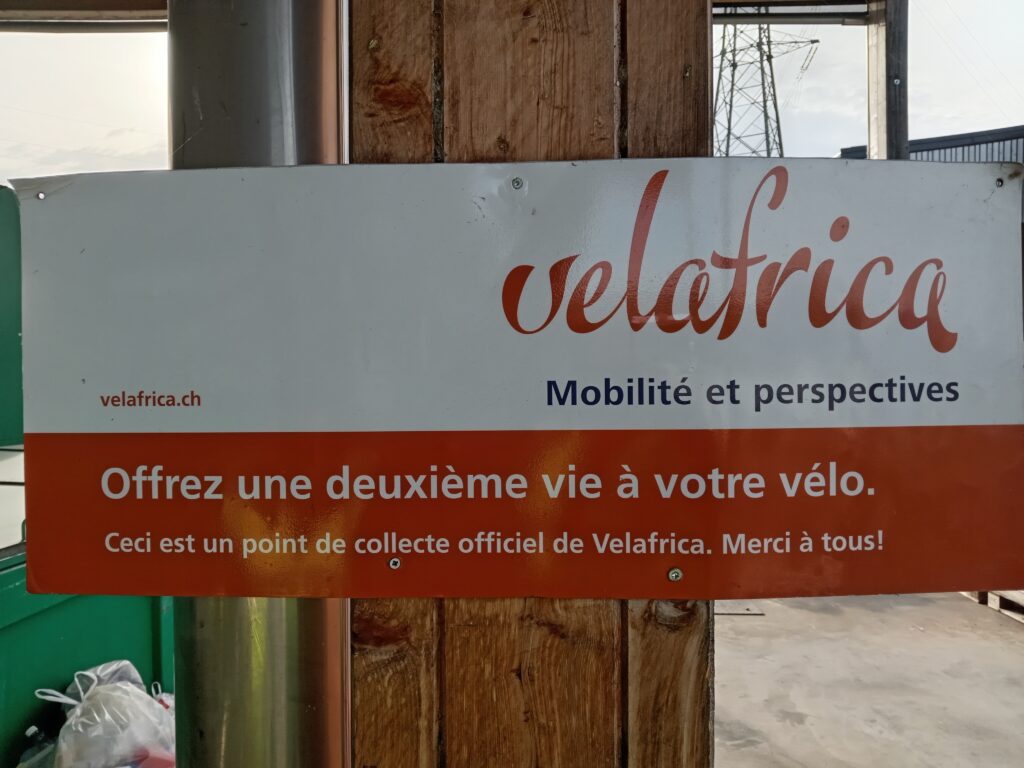 velafrica
velafrica.ch
Mobilité et perspectives
Offrez une deuxième vie à votre vélo.
Ceci est un point de collecte officiel de Velafrica. Merci à tous!